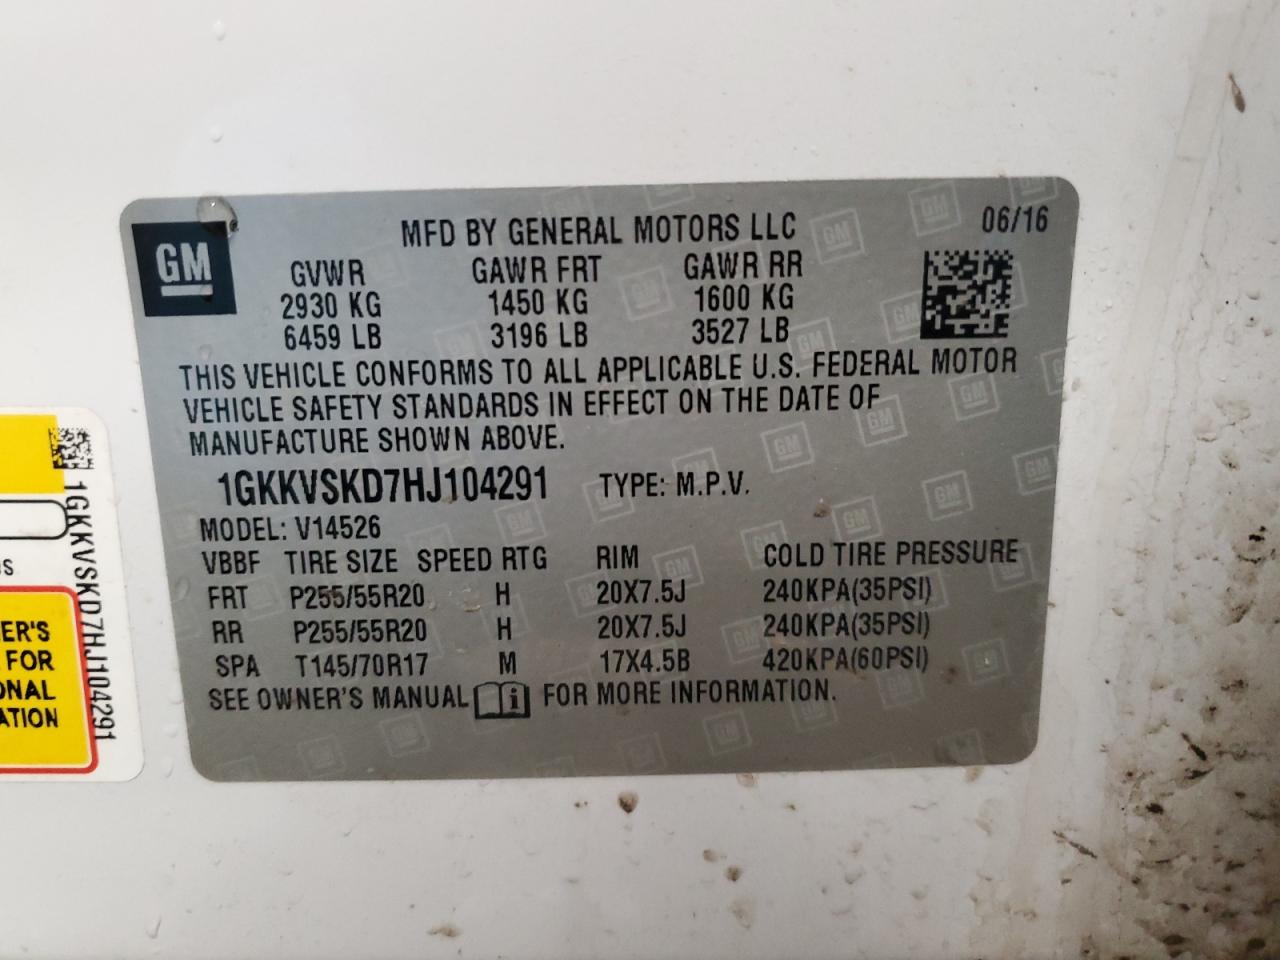 GM
MFD BY GENERAL MOTORS LLC 06/16
GVWR GAWR FRT GAWR RR
2930 KG 1450 KG 1600 KG
6459 LB 3196 LB 3527 LB
THIS VEHICLE CONFORMS TO ALL APPLICABLE U.S. FEDERAL MOTOR
VEHICLE SAFETY STANDARDS IN EFFECT ON THE DATE OF
MANUFACTURE SHOWN ABOVE.
1GKKVSKD7HJ104291 TYPE: M.P.V.
MODEL: V14526
VBBF TIRE SIZE SPEED RTG RIM COLD TIRE PRESSURE
FRT P255/55R20 H 20X7.5J 240KPA(35PSI)
RR P255/55R20 H 20X7.5J 240KPA(35PSI)
SPA T145/70R17 M 17X4.5B 420KPA(60PSI)
SEE OWNER'S MANUAL i FOR MORE INFORMATION.
1GKKVSKD7HJ104291
ER'S
FOR
ONAL
ATION